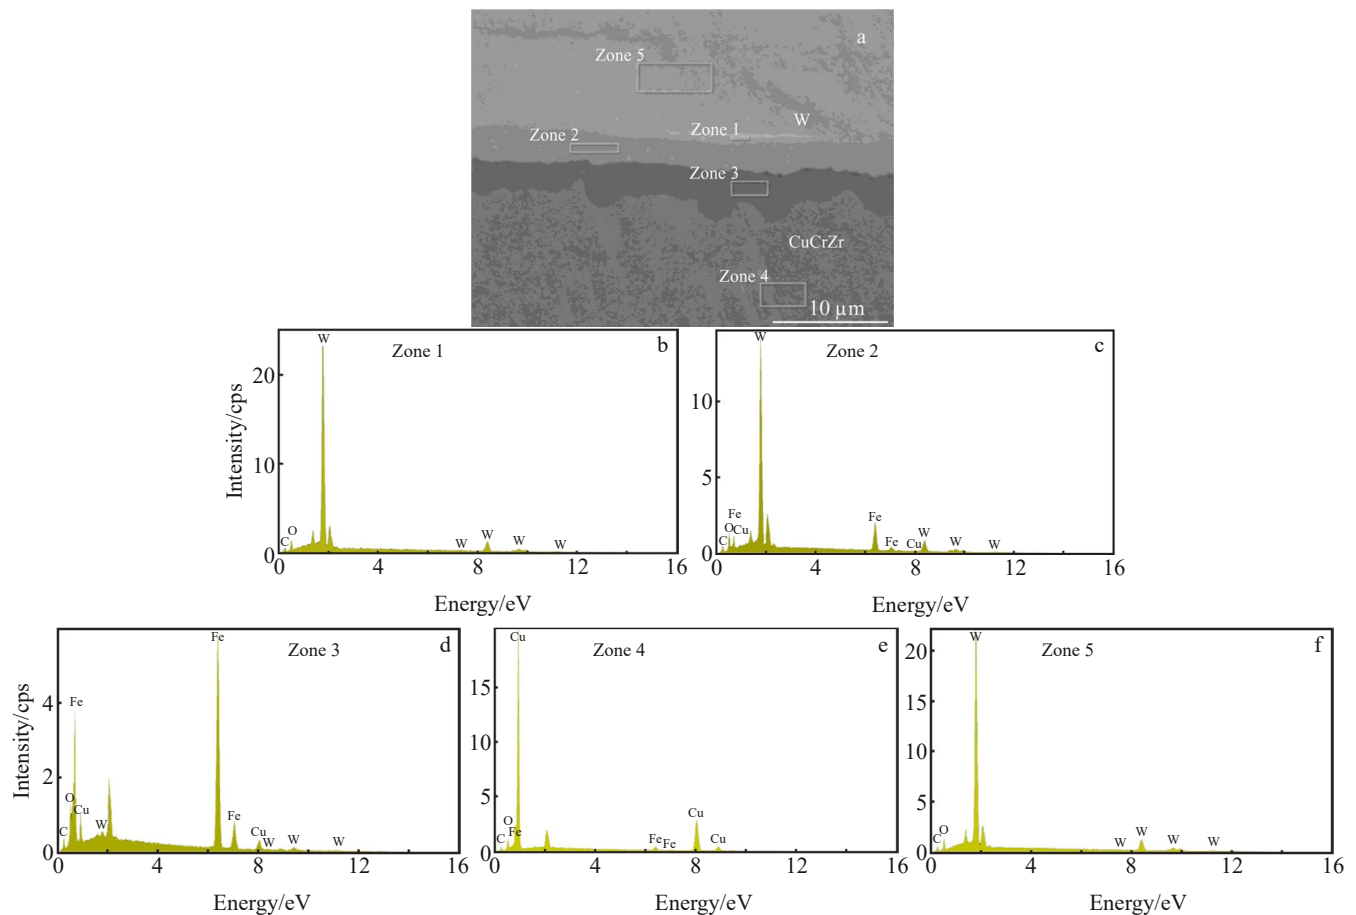 a
Zone 5
W
Zone 1
Zone 2
Zone 3
CuCrZr
Zone 4
10 μm
W
Zone 1
b
20
10
0
C
O
W
W
W
W
0
4
8
12
16
Intensity/cps
Energy/eV
W
Zone 2
c
10
5
0
Fe
O
Cu
C
Fe
Fe
Cu
W
W
W
0
4
8
12
16
Energy/eV
Fe
Zone 3
d
4
2
0
Fe
O
Cu
C
W
Fe
Cu
W
W
W
0
4
8
12
16
Intensity/cps
Energy/eV
Cu
Zone 4
e
15
10
5
0
O
Fe
C
Fe
Fe
Cu
Cu
0
4
8
12
16
Energy/eV
W
Zone 5
f
20
15
10
5
0
O
C
W
W
W
W
0
4
8
12
16
Energy/eV